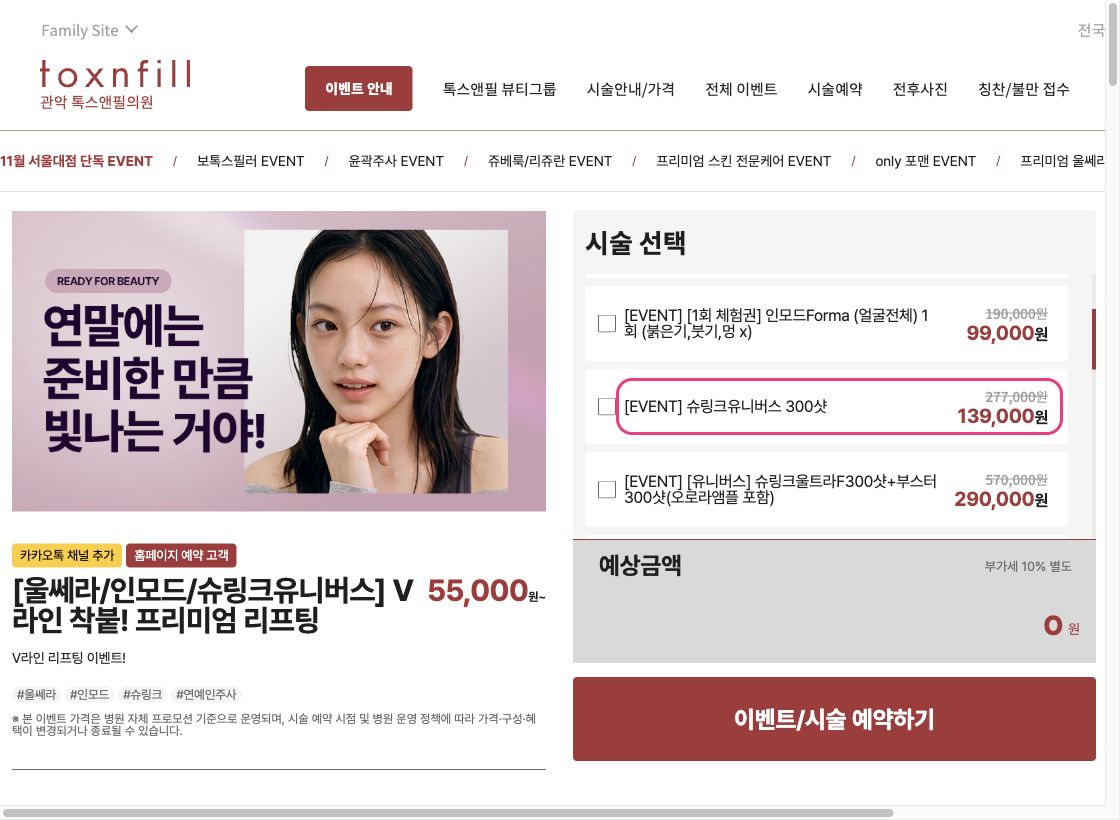 Family Site
전국
toxnfill
관악 톡스앤필의원
이벤트 안내
톡스앤필 뷰티그룹
시술안내/가격
전체 이벤트
시술예약
전후사진
칭찬/불만 접수
11월 서울대점 단독 EVENT / 보톡스필러 EVENT / 윤곽주사 EVENT / 쥬베룩/리쥬란 EVENT / 프리미엄 스킨 전문케어 EVENT / only 포맨 EVENT / 프리미엄 울쎄라
READY FOR BEAUTY
연말에는
준비한 만큼
빛나는 거야!
카카오톡 채널 추가
홈페이지 예약 고객
[울쎄라/인모드/슈링크유니버스] V
라인 착붙! 프리미엄 리프팅
55,000원~
V라인 리프팅 이벤트!
#울쎄라 #인모드 #슈링크 #연예인주사
※ 본 이벤트 가격은 병원 자체 프로모션 기준으로 운영되며, 시술 예약 시점 및 병원 운영 정책에 따라 가격·구성·혜
택이 변경되거나 종료될 수 있습니다.
시술 선택
[EVENT] [1회 체험권] 인모드Forma (얼굴전체) 1
회 (붉은기,붓기,멍 x)
190,000원
99,000원
[EVENT] 슈링크유니버스 300샷
277,000원
139,000원
[EVENT] [유니버스] 슈링크울트라F300샷+부스터
300샷(오로라앰플 포함)
570,000원
290,000원
예상금액
부가세 10% 별도
0 원
이벤트/시술 예약하기